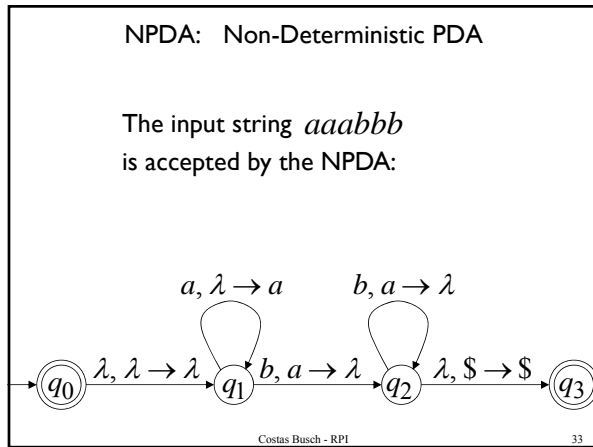 NPDA: Non-Deterministic PDA
The input string aaabbb
is accepted by the NPDA:
a, λ → a b, a → λ
q0 λ, λ → λ q1 b, a → λ q2 λ, $ → $ q3
Costas Busch - RPI 33